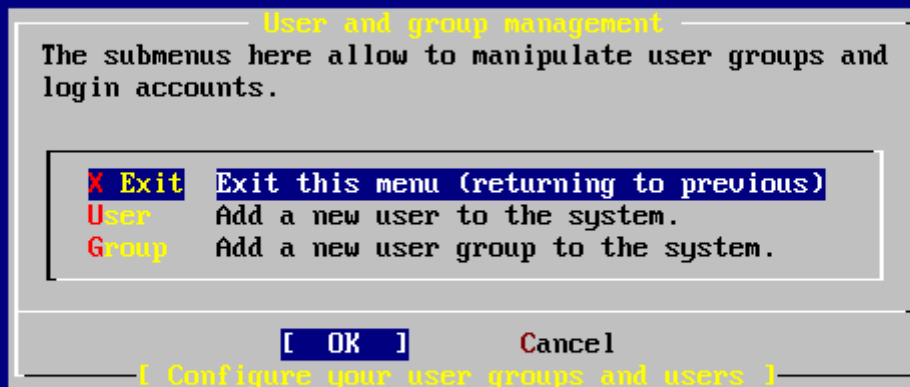 User and group management
The submenus here allow to manipulate user groups and
login accounts.
X Exit Exit this menu (returning to previous)
User Add a new user to the system.
Group Add a new user group to the system.
[ OK ] Cancel
[ Configure your user groups and users ]